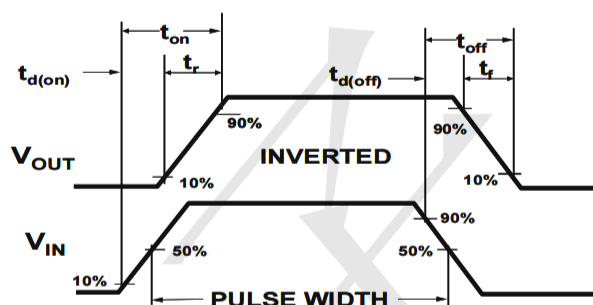 ton toff
td(on) tr td(off) tf
90% 90%
VOUT INVERTED
10% 10%
VIN 90%
50% 50%
10%
PULSE WIDTH